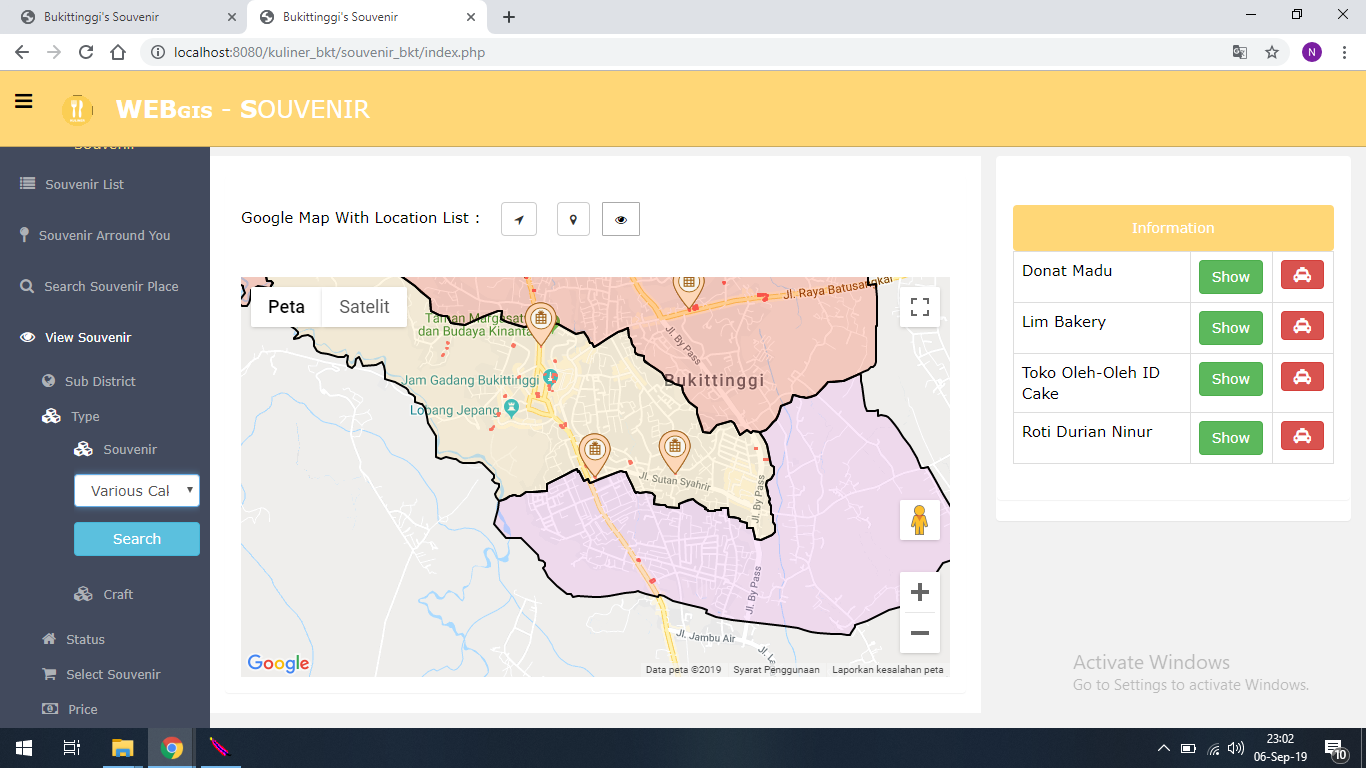 Bukittinggi's Souvenir
Bukittinggi's Souvenir
localhost:8080/kuliner_bkt/souvenir_bkt/index.php
N
WEBGIS - SOUVENIR
Souvenir
Souvenir List
Souvenir Arround You
Search Souvenir Place
View Souvenir
Sub District
Type
Souvenir
Various Cal
Search
Craft
Status
Select Souvenir
Price
Google Map With Location List :
Peta
Satelit
Jl. Raya Batusangkar
Taman Margasat
dan Budaya Kinanta
Jl. By Pass
Bukittinggi
Jam Gadang Bukittinggi
Lobang Jepang
Jl. Sutan Syahrir
Jl. By Pass
Jl. By Pass
Jl. Jambu Air
Google
Data peta ©2019
Syarat Penggunaan
Laporkan kesalahan peta
Information
Donat Madu
Show
Lim Bakery
Show
Toko Oleh-Oleh ID
Cake
Show
Roti Durian Ninur
Show
Activate Windows
Go to Settings to activate Windows.
23:02
06-Sep-19
10